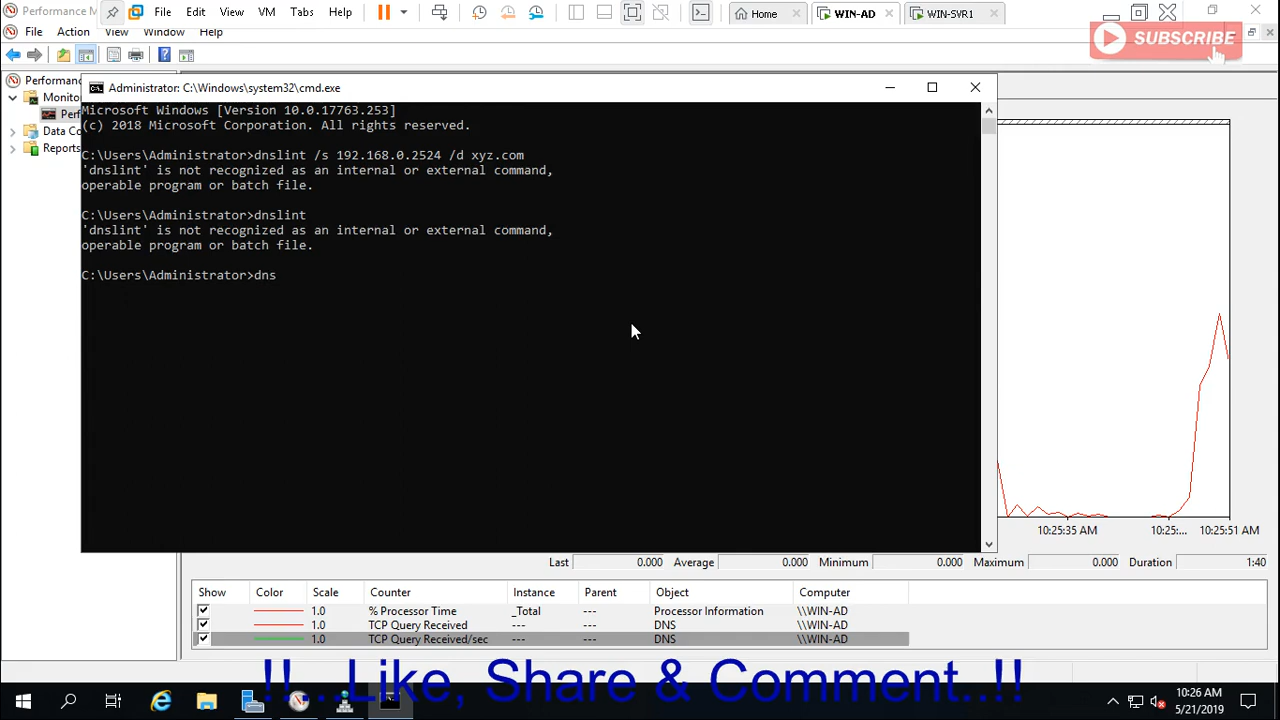 Performance M
File Edit View VM Tabs Help
Home
WIN-AD
WIN-SVR1
SUBSCRIBE
File Action View Window Help
Performance
Monito
Perf
Data Co
Reports
Administrator: C:\Windows\system32\cmd.exe
Microsoft Windows [Version 10.0.17763.253]
(c) 2018 Microsoft Corporation. All rights reserved.
C:\Users\Administrator>dnslint /s 192.168.0.2524 /d xyz.com
'dnslint' is not recognized as an internal or external command,
operable program or batch file.
C:\Users\Administrator>dnslint
'dnslint' is not recognized as an internal or external command,
operable program or batch file.
C:\Users\Administrator>dns
10:25:35 AM 10:25:... 10:25:51 AM
Last 0.000 Average 0.000 Minimum 0.000 Maximum 0.000 Duration 1:40
Show Color Scale Counter Instance Parent Object Computer
1.0 % Processor Time _Total --- Processor Information \\WIN-AD
1.0 TCP Query Received --- --- DNS \\WIN-AD
1.0 TCP Query Received/sec --- --- DNS \\WIN-AD
!!...Like, Share & Comment..!!
10:26 AM
5/21/2019